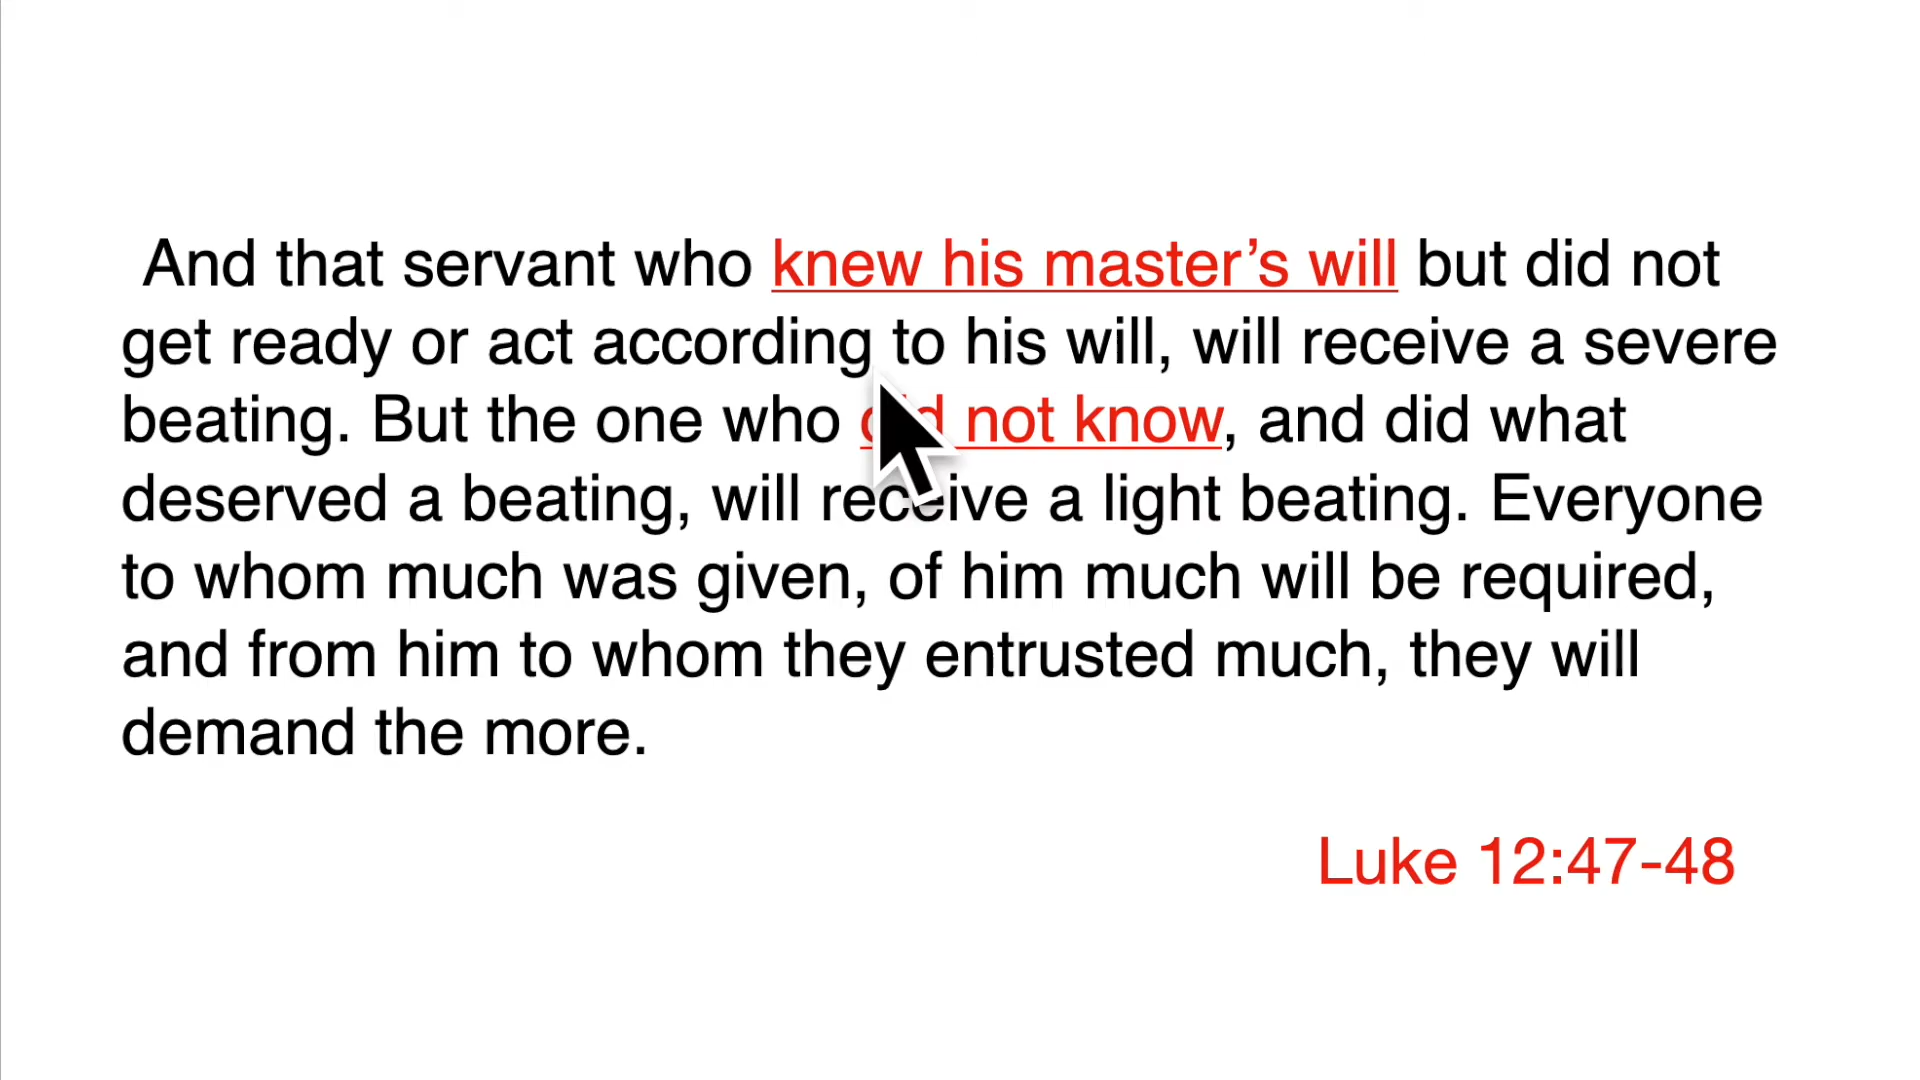 And that servant who knew his master’s will but did not
get ready or act according to his will, will receive a severe
beating. But the one who did not know, and did what
deserved a beating, will receive a light beating. Everyone
to whom much was given, of him much will be required,
and from him to whom they entrusted much, they will
demand the more.
Luke 12:47-48